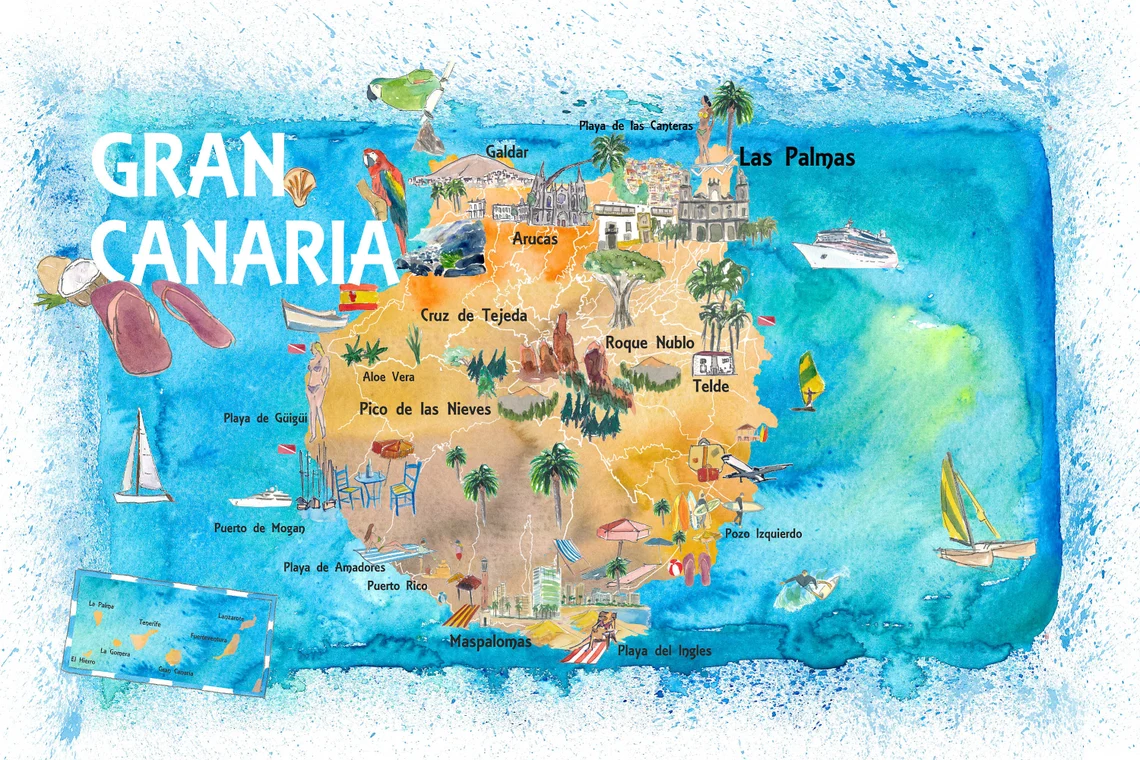 GRAN
CANARIA
Playa de las Canteras
Las Palmas
Galdar
Arucas
Cruz de Tejeda
Roque Nublo
Telde
Aloe Vera
Pico de las Nieves
Playa de Güigüi
Puerto de Mogan
Pozo Izquierdo
Playa de Amadores
Puerto Rico
Maspalomas
Playa del Ingles
La Palma
Tenerife
Lanzarote
Fuerteventura
La Gomera
El Hierro
Gran Canaria